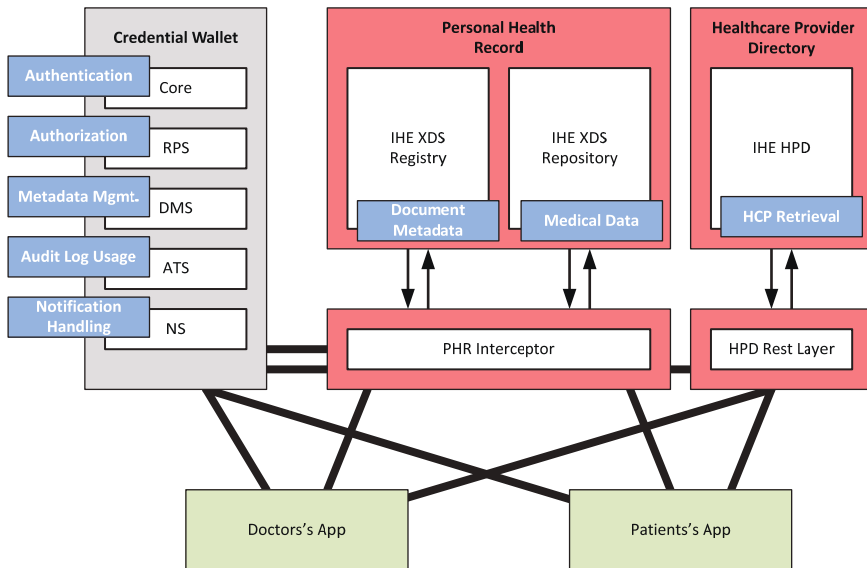 Credential Wallet
Authentication
Core
Authorization
RPS
Metadata Mgmt.
DMS
Audit Log Usage
ATS
Notification
Handling
NS
Personal Health
Record
IHE XDS
Registry
Document
Metadata
IHE XDS
Repository
Medical Data
Healthcare Provider
Directory
IHE HPD
HCP Retrieval
PHR Interceptor
HPD Rest Layer
Doctors's App
Patients's App